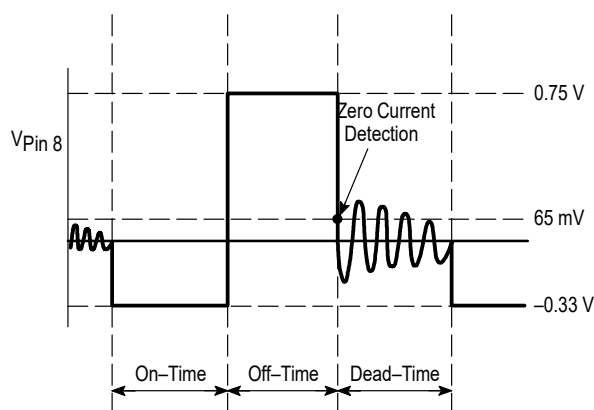 0.75 V
Zero Current
Detection
VPin 8
65 mV
–0.33 V
On–Time
Off–Time
Dead–Time